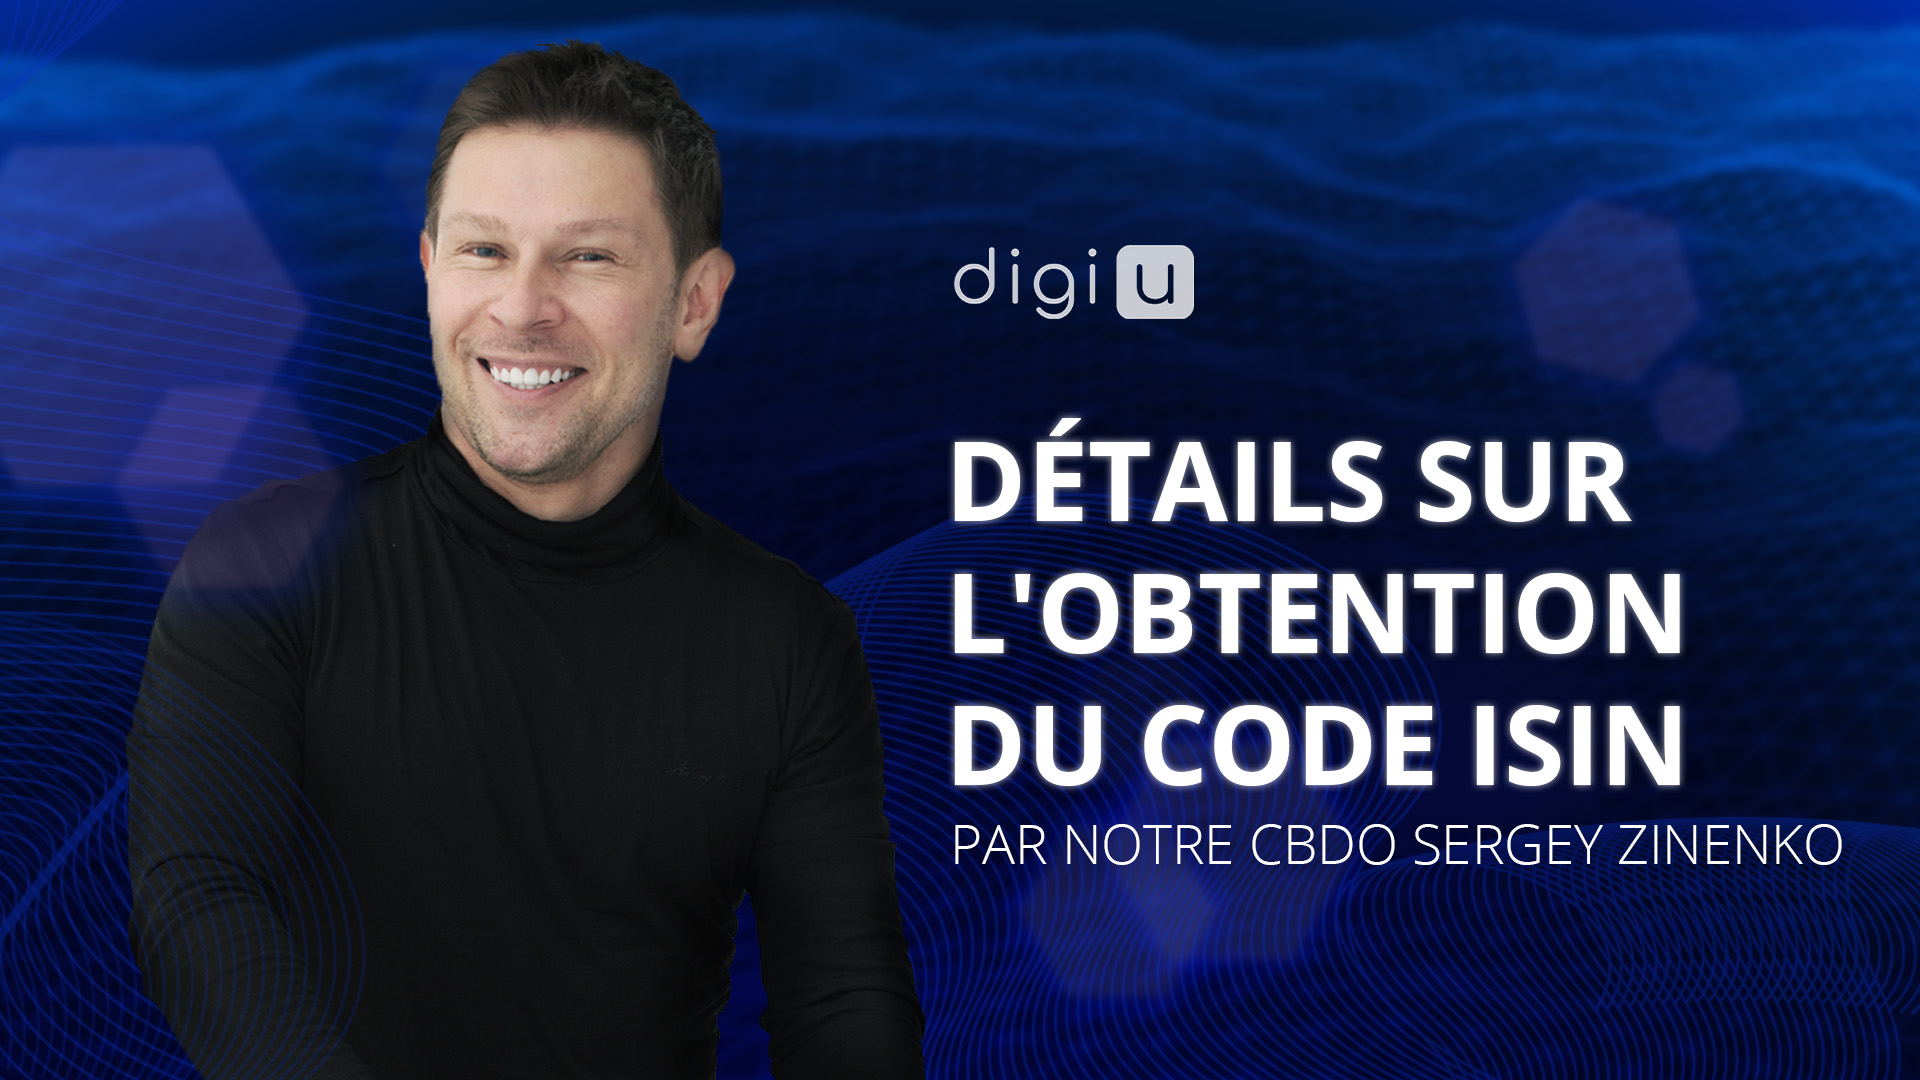 digi u
DÉTAILS SUR
L'OBTENTION
DU CODE ISIN
PAR NOTRE CBDO SERGEY ZINENKO